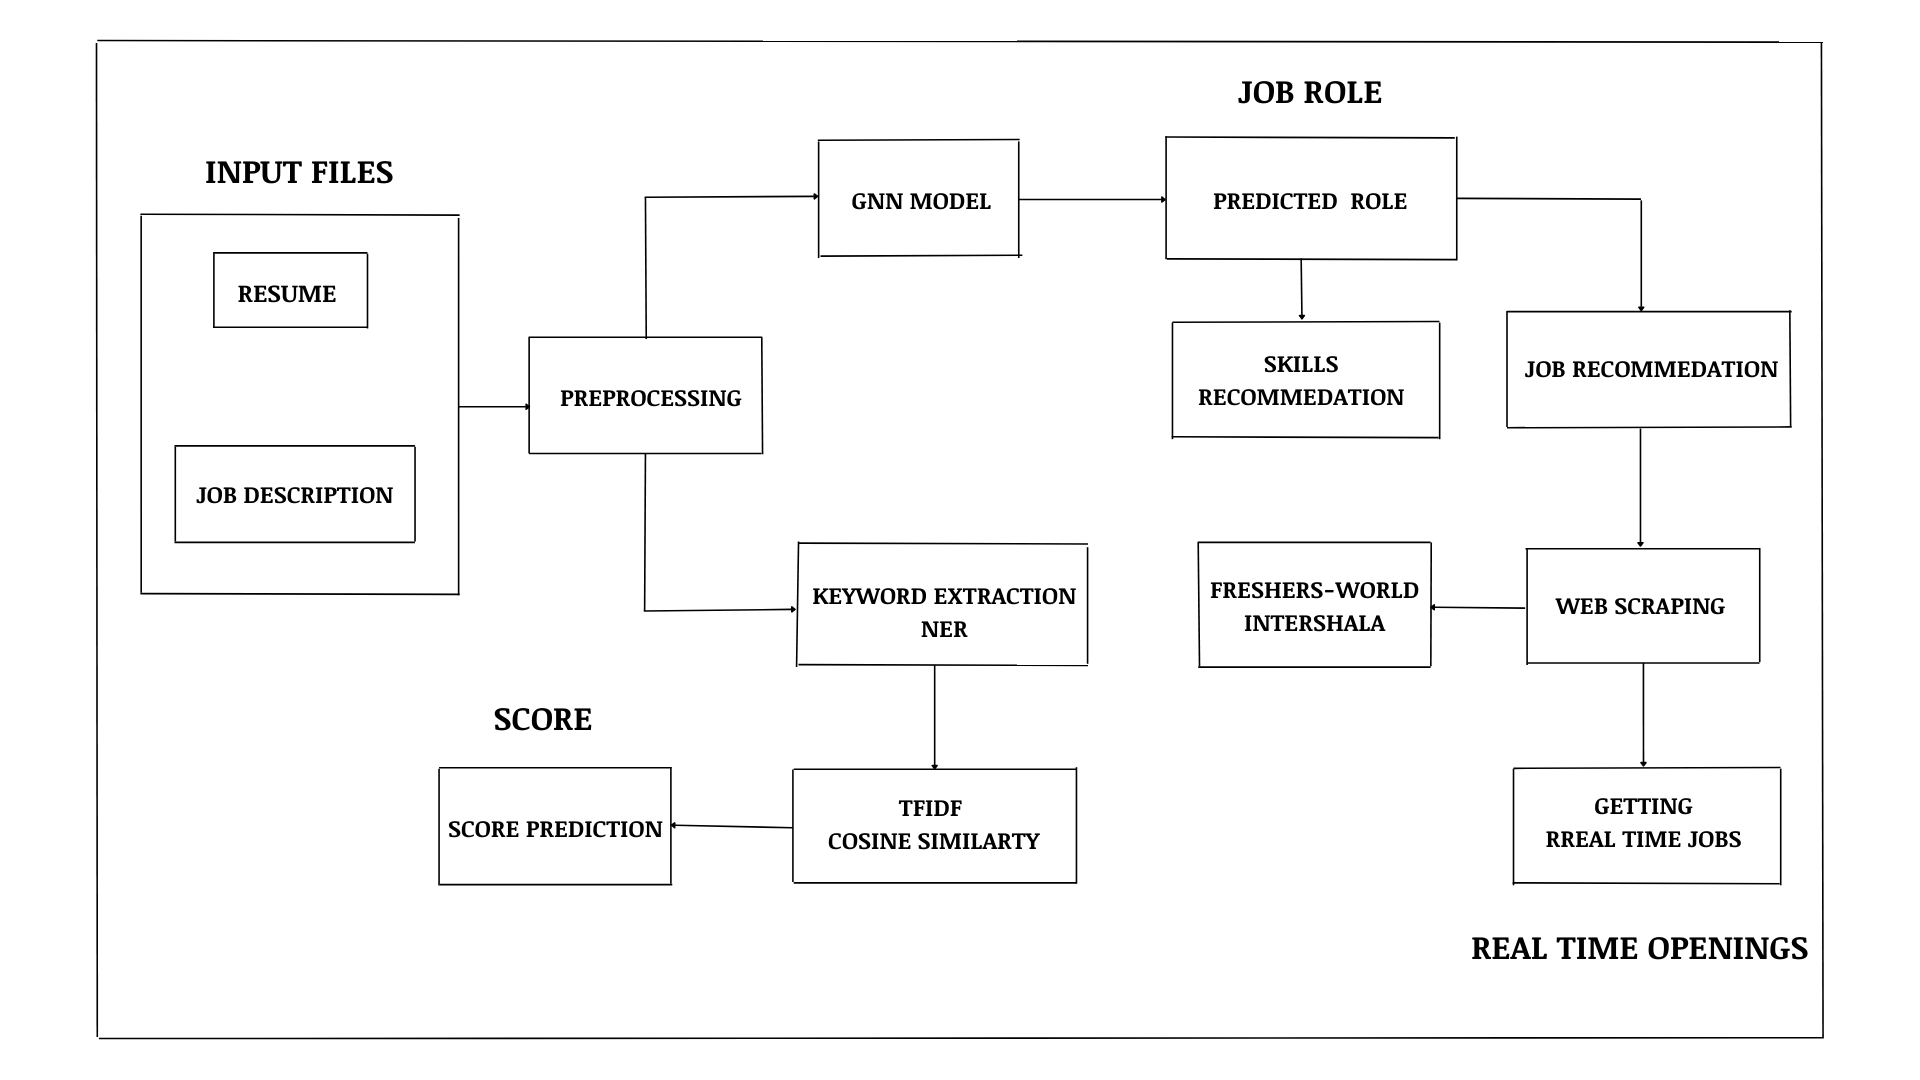 JOB ROLE
INPUT FILES
GNN MODEL
PREDICTED ROLE
RESUME
SKILLS
RECOMMEDATION
JOB RECOMMEDATION
PREPROCESSING
JOB DESCRIPTION
KEYWORD EXTRACTION
NER
FRESHERS-WORLD
INTERSHALA
WEB SCRAPING
SCORE
SCORE PREDICTION
TFIDF
COSINE SIMILARTY
GETTING
RREAL TIME JOBS
REAL TIME OPENINGS